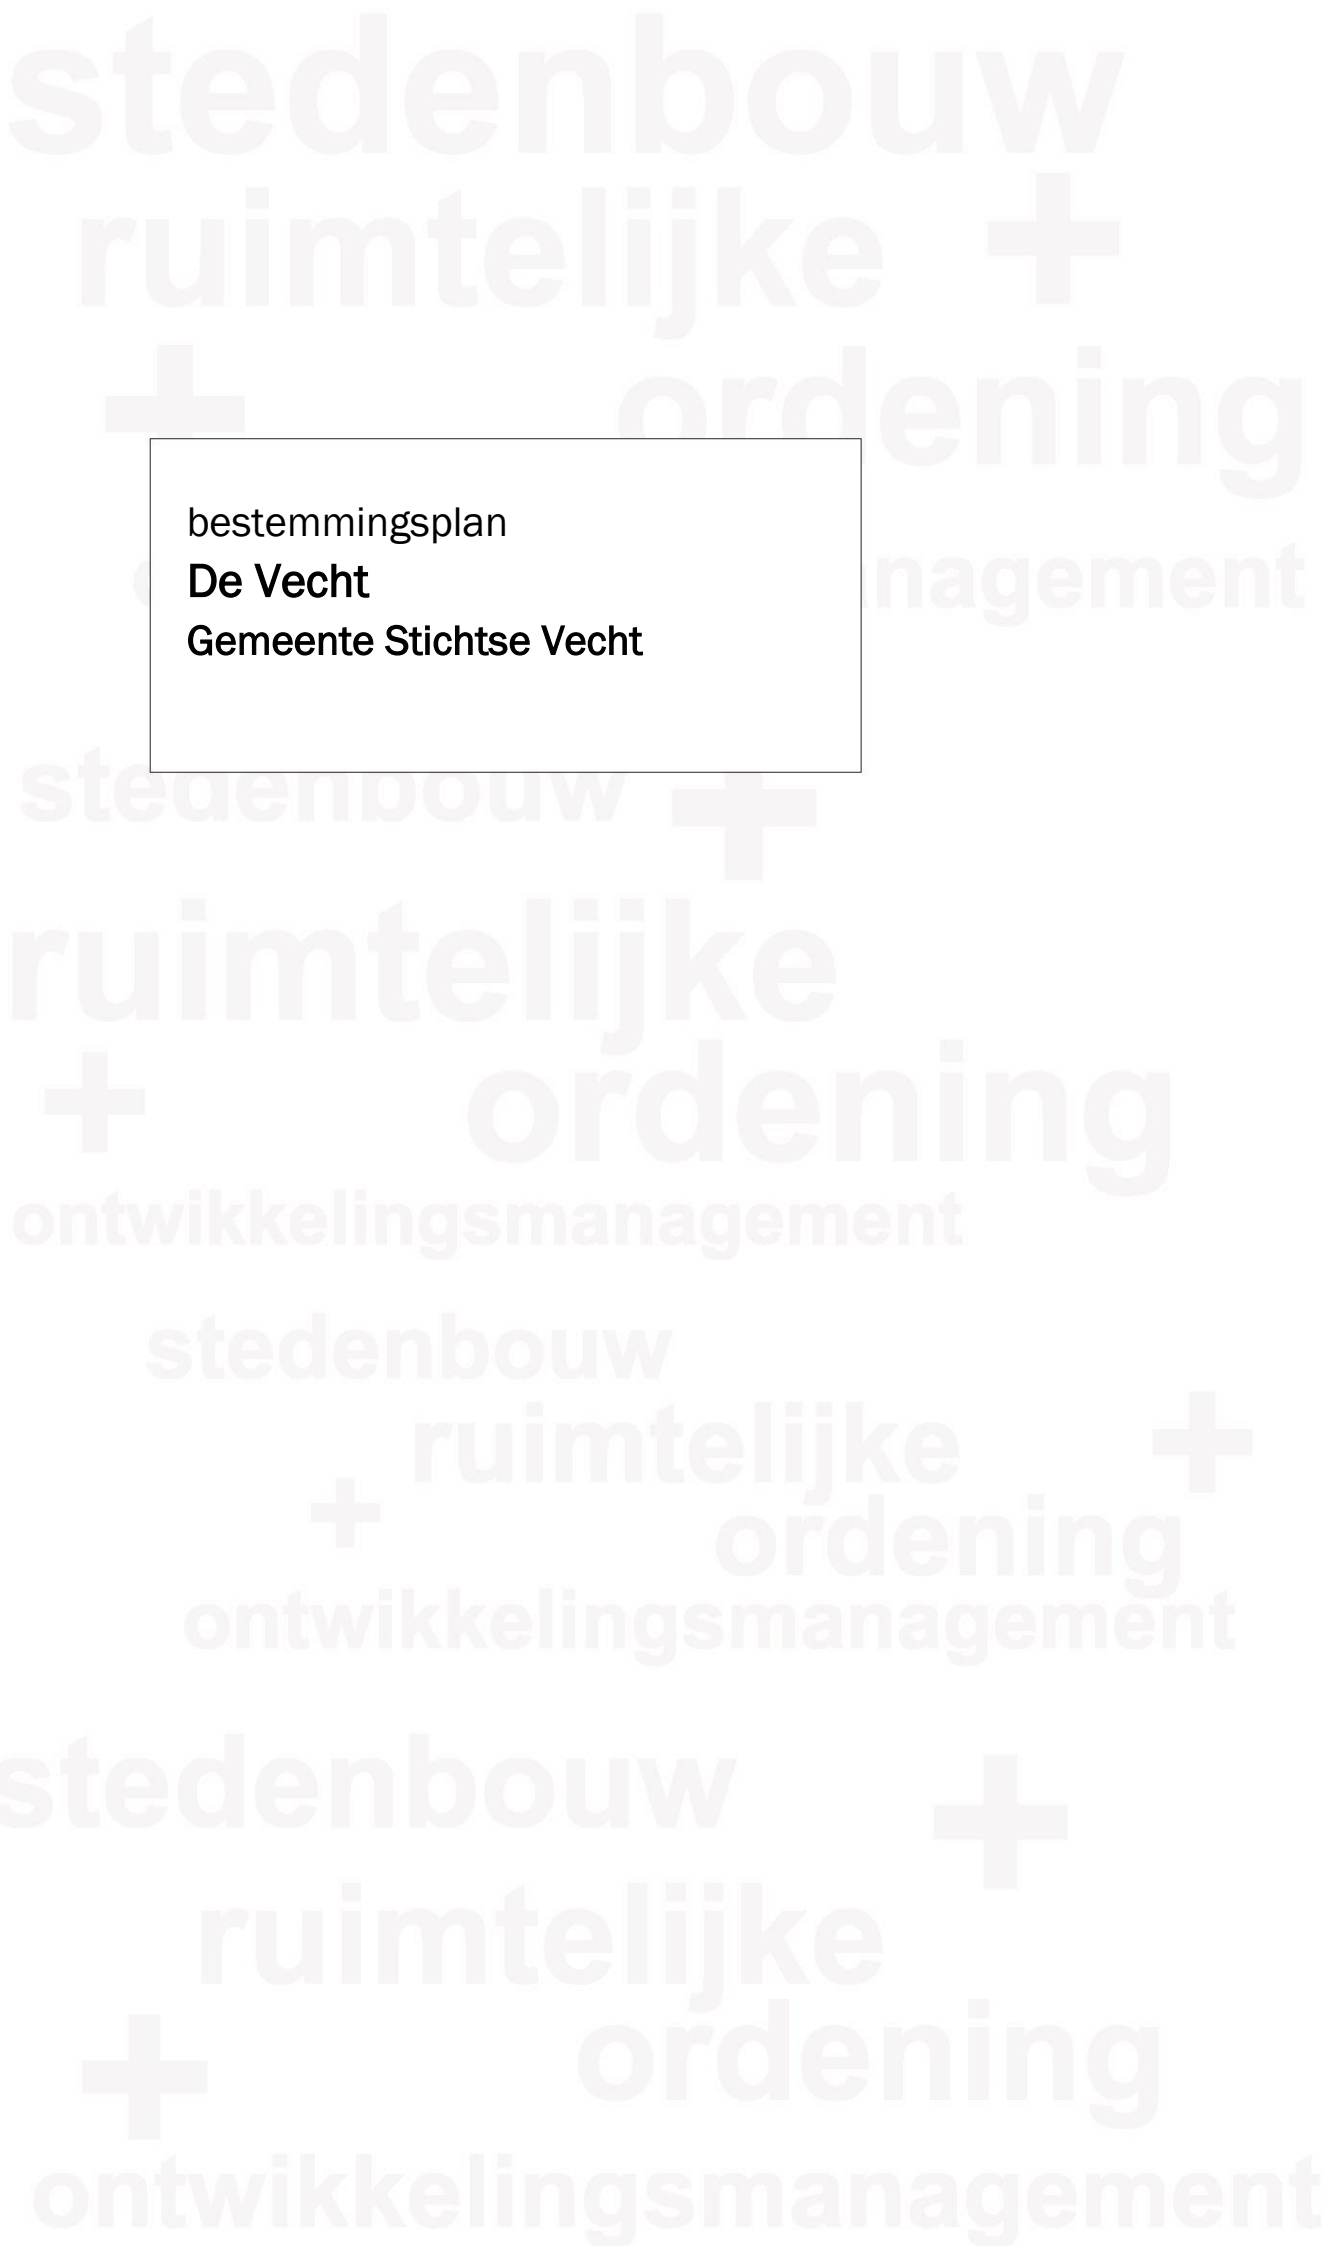 stedenbouw
ruimtelijke +
+ ordening
bestemmingsplan
De Vecht
nagement
Gemeente Stichtse Vecht
stedenbouw +
ruimtelijke
+ ordening
ontwikkelingsmanagement
stedenbouw
ruimtelijke +
+ ordening
ontwikkelingsmanagement
stedenbouw +
ruimtelijke
+ ordening
ontwikkelingsmanagement